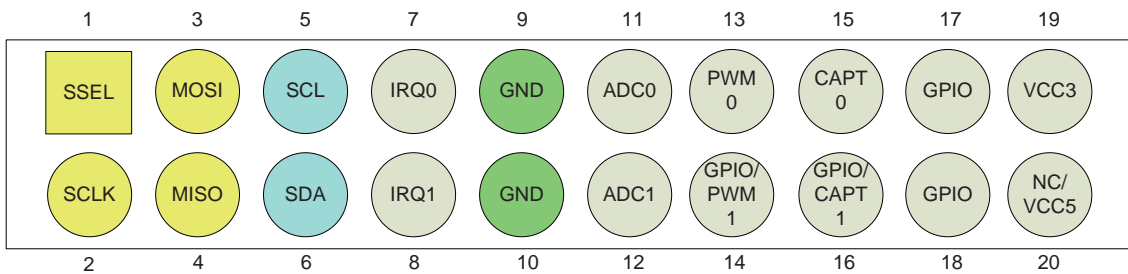 1 3 5 7 9 11 13 15 17 19
SSEL MOSI SCL IRQ0 GND ADC0 PWM 0 CAPT 0 GPIO VCC3
SCLK MISO SDA IRQ1 GND ADC1 GPIO/ PWM 1 GPIO/ CAPT 1 GPIO NC/ VCC5
2 4 6 8 10 12 14 16 18 20